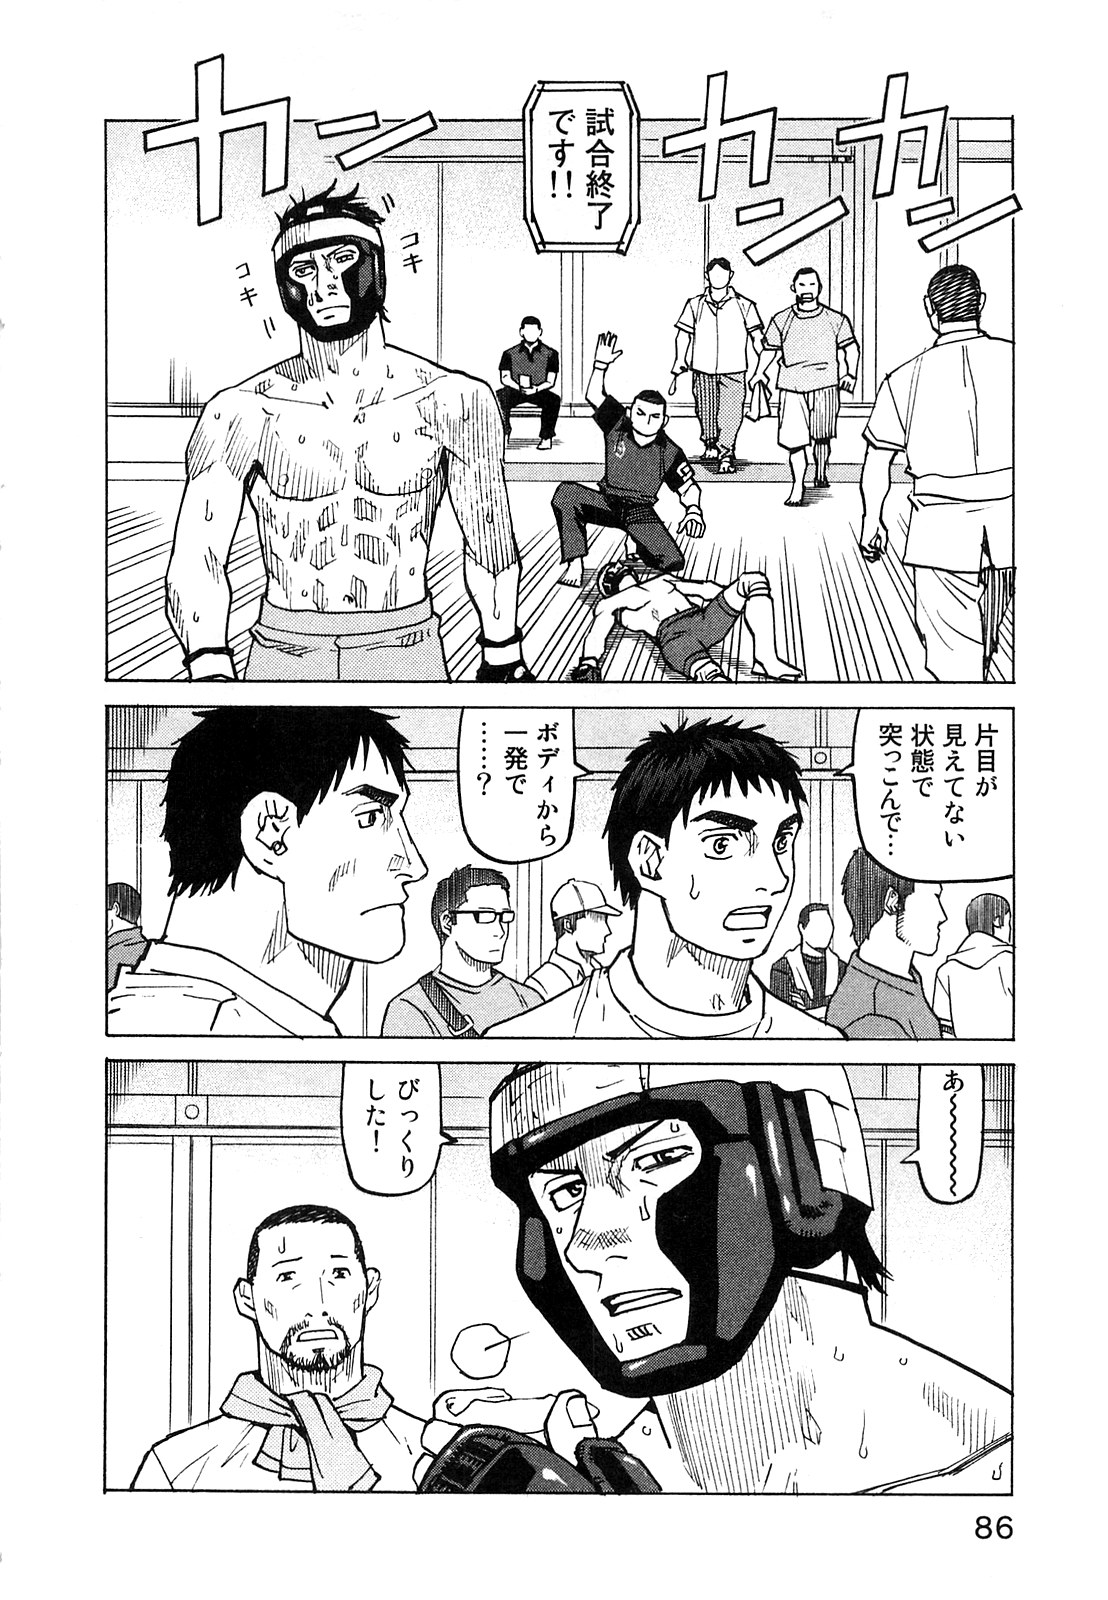 カン
カン
カン
試合終了
です!!
コキ
コキ
片目が
見えてない
状態で
突っこんで…
ボディから
一発で
……?
あ〜〜〜〜
びっくり
した!
86